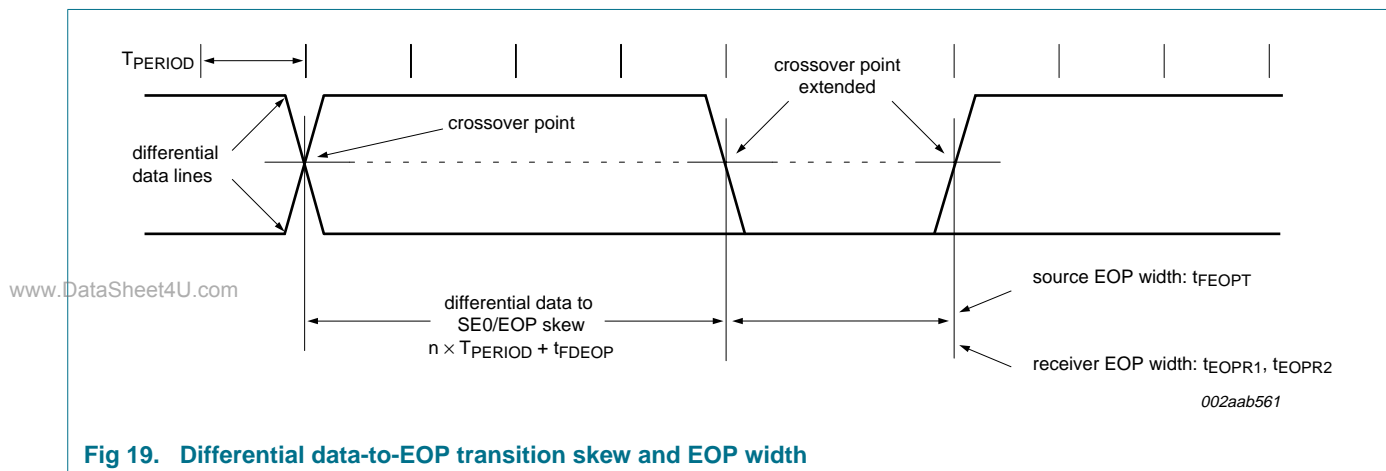 TPERIOD
crossover point
extended
crossover point
differential
data lines
www.DataSheet4U.com
differential data to
SE0/EOP skew
n × TPERIOD + tFDEOP
source EOP width: tFEOPT
receiver EOP width: tEOPR1, tEOPR2
002aab561
Fig 19. Differential data-to-EOP transition skew and EOP width